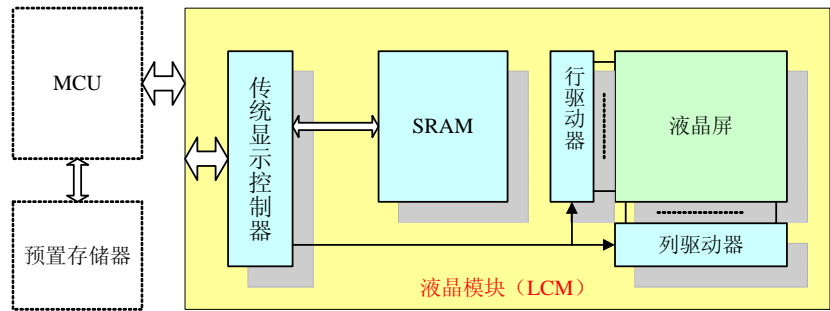 MCU
预置存储器
传统显示控制器
SRAM
行驱动器
液晶屏
列驱动器
液晶模块（LCM）